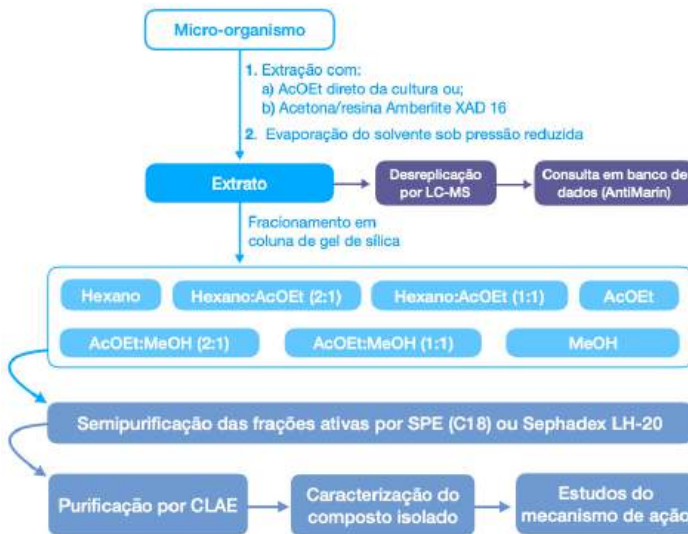 Micro-organismo
1. Extração com:
a) AcOEt direto da cultura ou;
b) Acetona/resina Amberlite XAD 16
2. Evaporação do solvente sob pressão reduzida
Extrato
Desreplicação
por LC-MS
Consulta em banco de
dados (AntiMarin)
Fracionamento em
coluna de gel de sílica
Hexano
Hexano:AcOEt (2:1)
Hexano:AcOEt (1:1)
AcOEt
AcOEt:MeOH (2:1)
AcOEt:MeOH (1:1)
MeOH
Semipurificação das frações ativas por SPE (C18) ou Sephadex LH-20
Purificação por CLAE
Caracterização do
composto isolado
Estudos do
mecanismo de ação